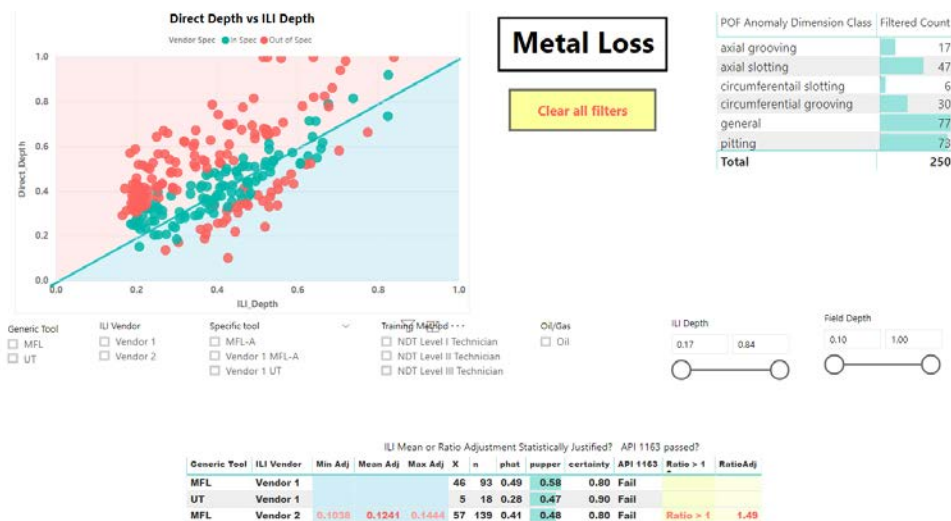 Direct Depth vs ILI Depth
Vendor Spec In Spec Out of Spec
1.0
0.8
0.6
0.4
0.2
0.0
Direct_Depth
0.0 0.2 0.4 0.6 0.8 1.0
ILI_Depth
Metal Loss
Clear all filters
POF Anomaly Dimension Class Filtered Count
axial grooving 17
axial slotting 47
circumferentail slotting 6
circumferential grooving 30
general 77
pitting 73
Total 250
Generic Tool
MFL
UT
ILI Vendor
Vendor 1
Vendor 2
Specific tool
MFL-A
Vendor 1 MFL-A
Vendor 1 UT
Training Method
NDT Level I Technician
NDT Level II Technician
NDT Level III Technician
Oil/Gas
Oil
ILI Depth
0.17 0.84
Field Depth
0.10 1.00
ILI Mean or Ratio Adjustment Statistically Justified? API 1163 passed?
Generic Tool ILI Vendor Min Adj Mean Adj Max Adj X n phat pupper certainty API 1163 Ratio > 1 RatioAdj
MFL Vendor 1 46 93 0.49 0.58 0.80 Fail
UT Vendor 1 5 18 0.28 0.47 0.90 Fail
MFL Vendor 2 0.1038 0.1241 0.1444 57 139 0.41 0.48 0.80 Fail Ratio > 1 1.49